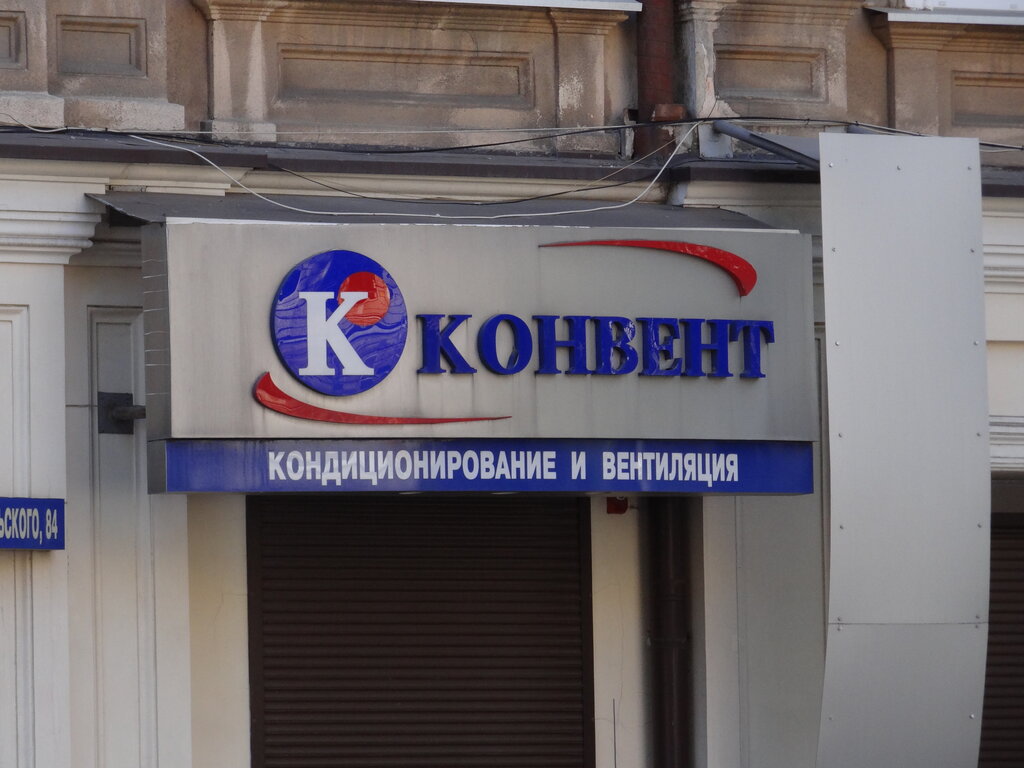 К КОНВЕНТ
КОНДИЦИОНИРОВАНИЕ И ВЕНТИЛЯЦИЯ
ЬСКОГО, 84